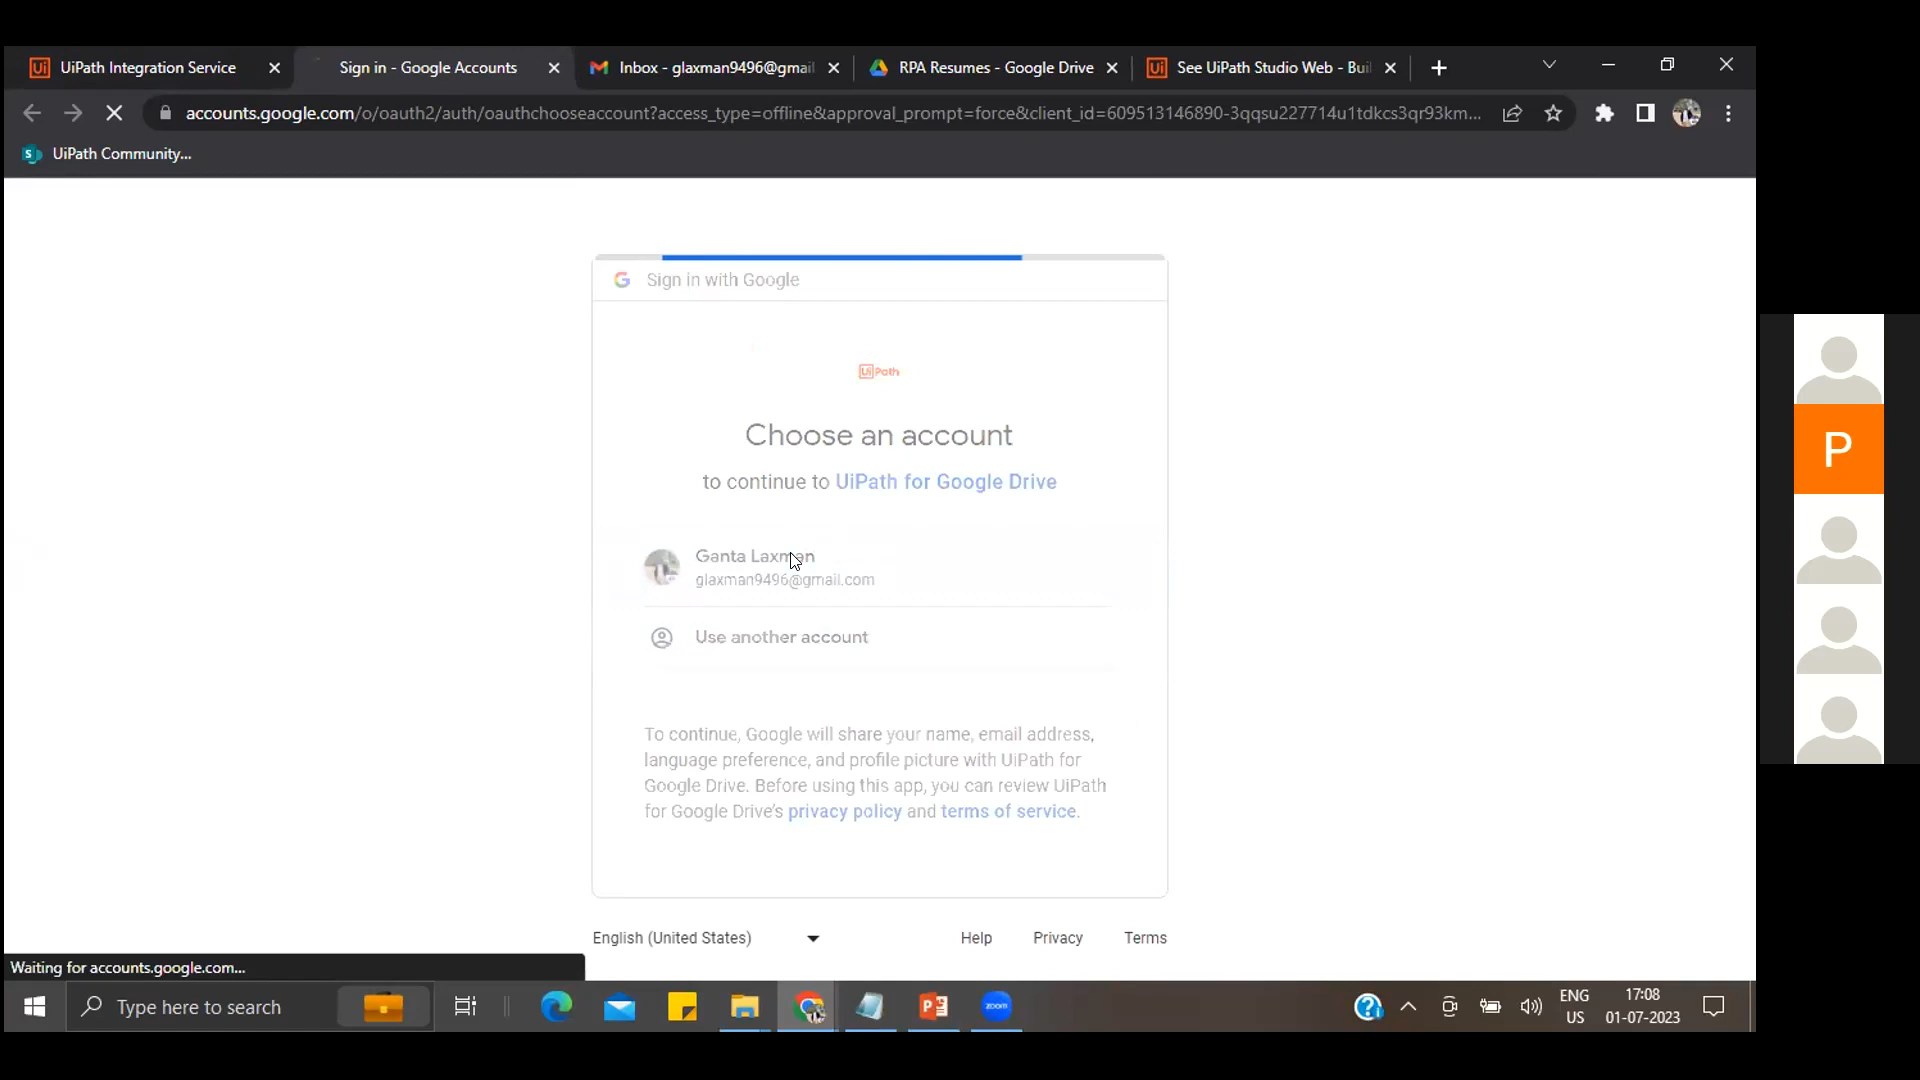 UiPath Integration Service
Sign in - Google Accounts
Inbox - glaxman9496@gmail
RPA Resumes - Google Drive
See UiPath Studio Web - Bui
accounts.google.com/o/oauth2/auth/oauthchooseaccount?access_type=offline&approval_prompt=force&client_id=609513146890-3qqsu227714u1tdkcs3qr93km...
UiPath Community...
Sign in with Google
UiPath
Choose an account
to continue to UiPath for Google Drive
Ganta Laxman
glaxman9496@gmail.com
Use another account
To continue, Google will share your name, email address,
language preference, and profile picture with UiPath for
Google Drive. Before using this app, you can review UiPath
for Google Drive’s privacy policy and terms of service.
English (United States)
Help
Privacy
Terms
Waiting for accounts.google.com...
Type here to search
zoom
ENG
US
17:08
01-07-2023
P